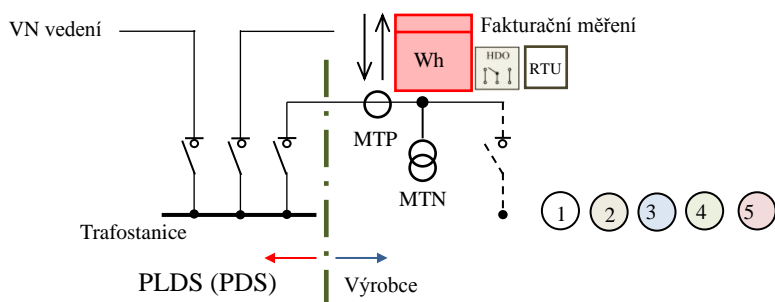 VN vedení
Fakturační měření
Wh
HDO
RTU
MTP
MTN
1 2 3 4 5
Trafostanice
PLDS (PDS)
Výrobce